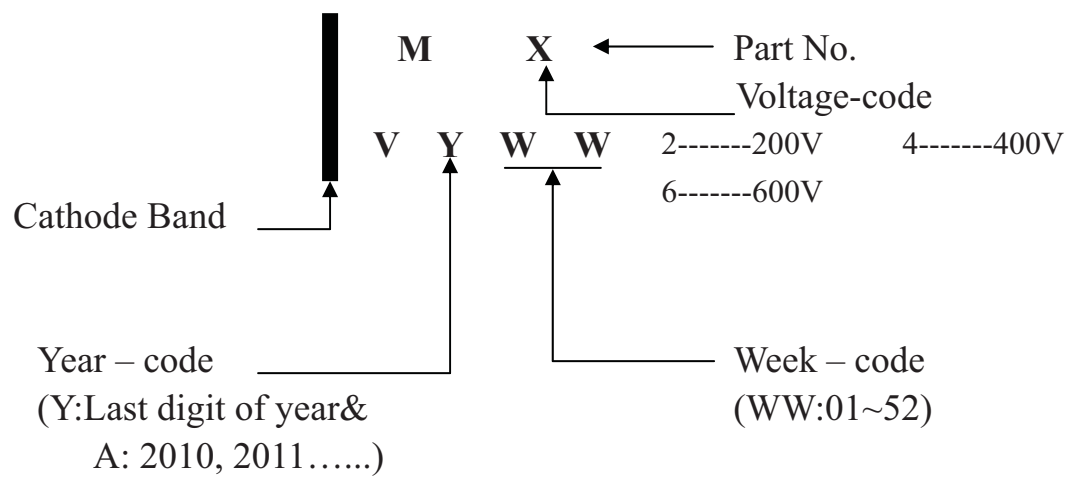 M X Part No.
Voltage-code
V Y W W 2-------200V 4-------400V
6-------600V
Cathode Band
Year – code Week – code
(Y:Last digit of year& (WW:01~52)
A: 2010, 2011…...)